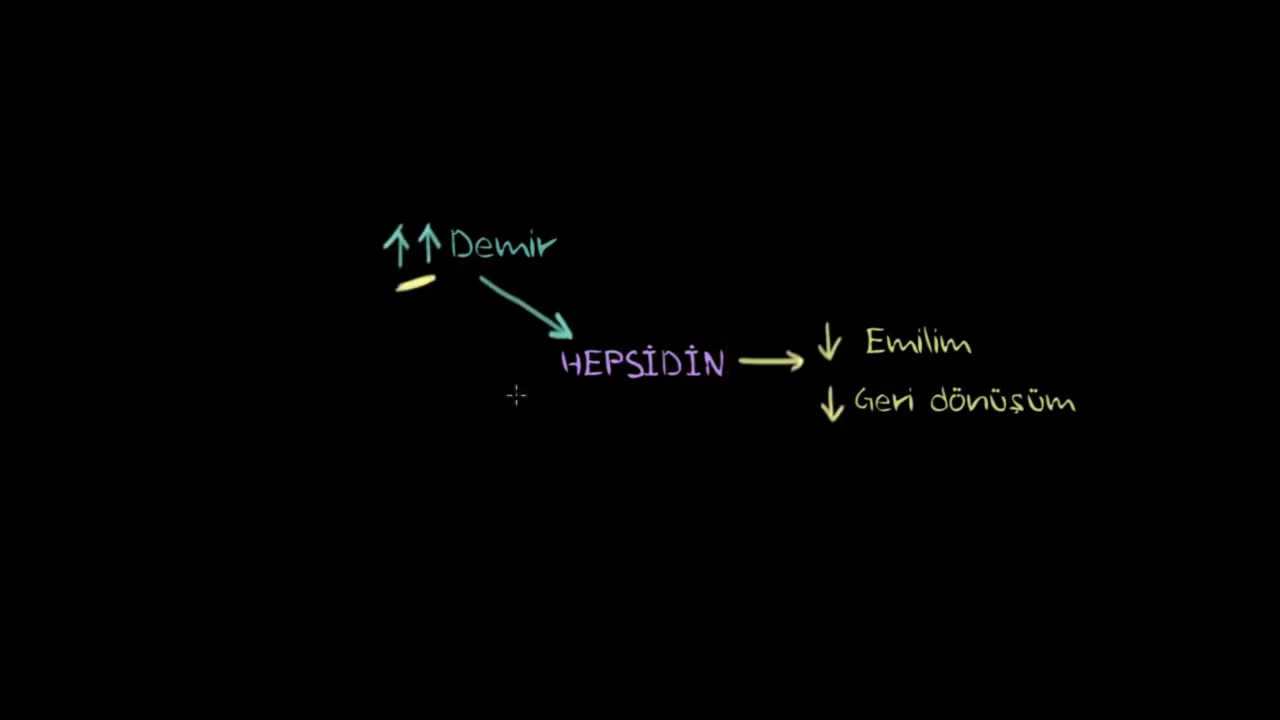 ↑↑ Demir
HEPSİDİN → ↓ Emilim
↓ Geri dönüşüm